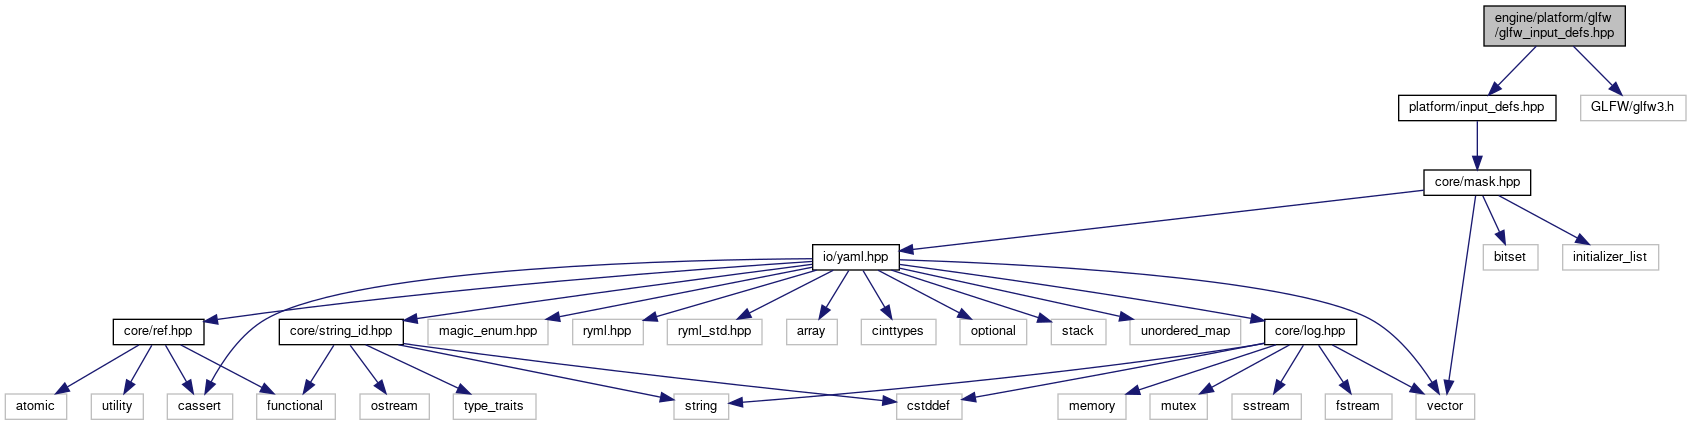 engine/platform/glfw
/glfw_input_defs.hpp
platform/input_defs.hpp
GLFW/glfw3.h
core/mask.hpp
io/yaml.hpp
bitset
initializer_list
core/ref.hpp
core/string_id.hpp
magic_enum.hpp
ryml.hpp
ryml_std.hpp
array
cinttypes
optional
stack
unordered_map
core/log.hpp
atomic
utility
cassert
functional
ostream
type_traits
string
cstddef
memory
mutex
sstream
fstream
vector